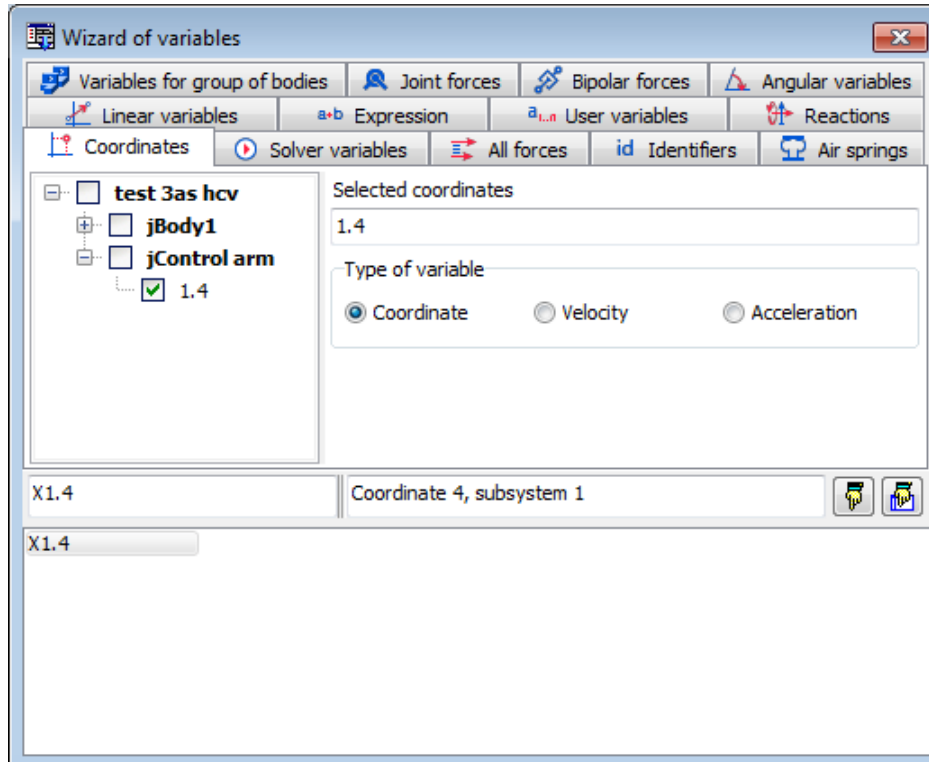 Wizard of variables
Variables for group of bodies Joint forces Bipolar forces Angular variables
Linear variables a+b Expression a...n User variables Reactions
Coordinates Solver variables All forces id Identifiers Air springs
test 3as hcv
jBody1
jControl arm
1.4
Selected coordinates
1.4
Type of variable
Coordinate Velocity Acceleration
X1.4 Coordinate 4, subsystem 1
X1.4